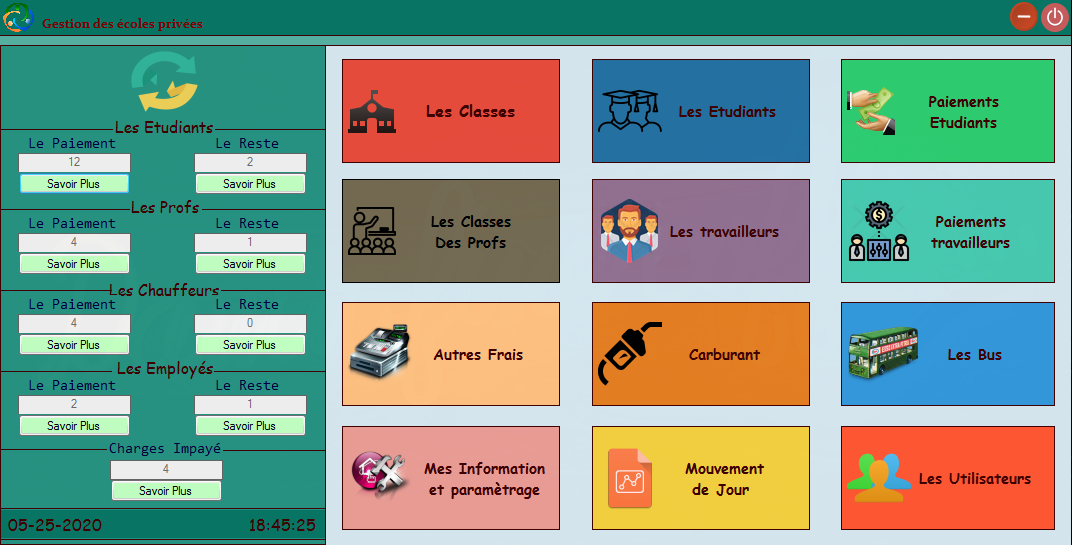 Gestion des écoles privées
Les Etudiants
Le Paiement Le Reste
12 2
Savoir Plus Savoir Plus
Les Profs
Le Paiement Le Reste
4 1
Savoir Plus Savoir Plus
Les Chauffeurs
Le Paiement Le Reste
4 0
Savoir Plus Savoir Plus
Les Employés
Le Paiement Le Reste
2 1
Savoir Plus Savoir Plus
Charges Impayé
4
Savoir Plus
05-25-2020 18:45:25
Les Classes
Les Etudiants
Paiements
Etudiants
Les Classes
Des Profs
Les travailleurs
Paiements
travailleurs
Autres Frais
Carburant
Les Bus
Mes Information
et paramètrage
Mouvement
de Jour
Les Utilisateurs